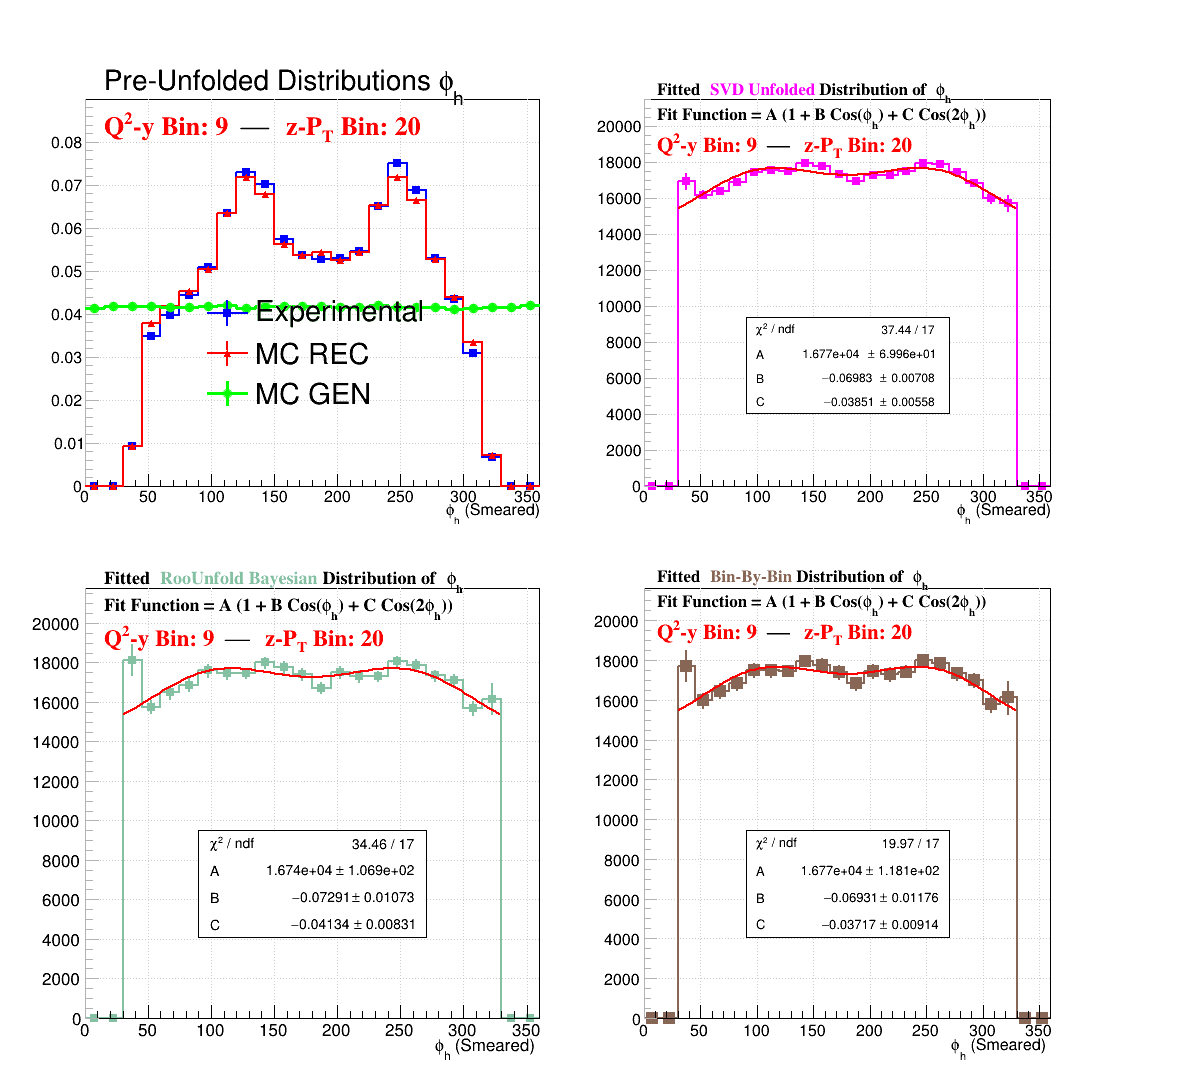 Pre-Unfolded Distributions ϕh
Q²-y Bin: 9 — z-PT Bin: 20
0.08
0.07
0.06
0.05
0.04
0.03
0.02
0.01
0
Experimental
MC REC
MC GEN
0 50 100 150 200 250 300 350
ϕh (Smeared)
Fitted SVD Unfolded Distribution of ϕh
Fit Function = A (1 + B Cos(ϕh) + C Cos(2ϕh))
Q²-y Bin: 9 — z-PT Bin: 20
20000
18000
16000
14000
12000
10000
8000
6000
4000
2000
0
χ² / ndf 37.44 / 17
A 1.677e+04 ± 6.996e+01
B −0.06983 ± 0.00708
C −0.03851 ± 0.00558
0 50 100 150 200 250 300 350
ϕh (Smeared)
Fitted RooUnfold Bayesian Distribution of ϕh
Fit Function = A (1 + B Cos(ϕh) + C Cos(2ϕh))
Q²-y Bin: 9 — z-PT Bin: 20
20000
18000
16000
14000
12000
10000
8000
6000
4000
2000
0
χ² / ndf 34.46 / 17
A 1.674e+04 ± 1.069e+02
B −0.07291 ± 0.01073
C −0.04134 ± 0.00831
0 50 100 150 200 250 300 350
ϕh (Smeared)
Fitted Bin-By-Bin Distribution of ϕh
Fit Function = A (1 + B Cos(ϕh) + C Cos(2ϕh))
Q²-y Bin: 9 — z-PT Bin: 20
20000
18000
16000
14000
12000
10000
8000
6000
4000
2000
0
χ² / ndf 19.97 / 17
A 1.677e+04 ± 1.181e+02
B −0.06931 ± 0.01176
C −0.03717 ± 0.00914
0 50 100 150 200 250 300 350
ϕh (Smeared)